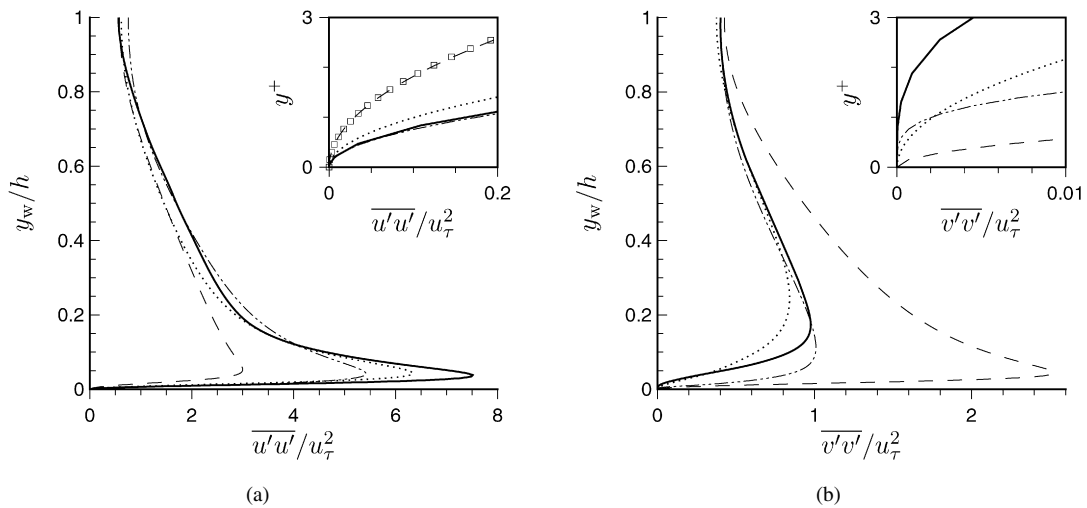 1
0.8
0.6
0.4
0.2
0
0 2 4 6 8
y_w/h
\overline{u'u'}/u_τ^2
3
0
0 0.2
y^+
\overline{u'u'}/u_τ^2
(a)
1
0.8
0.6
0.4
0.2
0
0 1 2
y_w/h
\overline{v'v'}/u_τ^2
3
0
0 0.01
y^+
\overline{v'v'}/u_τ^2
(b)